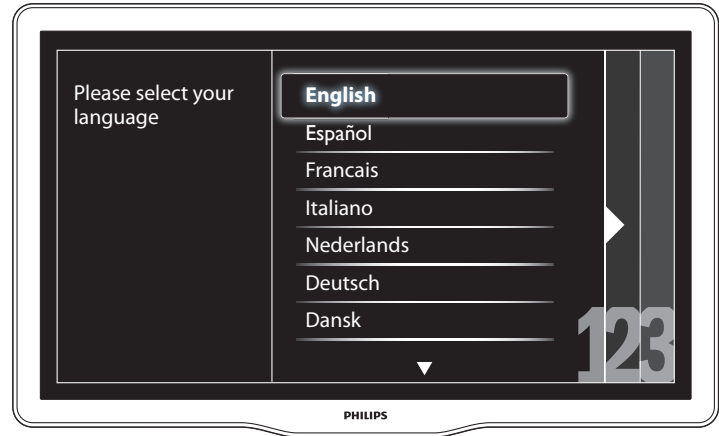 Please select your
language
English
Español
Francais
Italiano
Nederlands
Deutsch
Dansk
123
PHILIPS